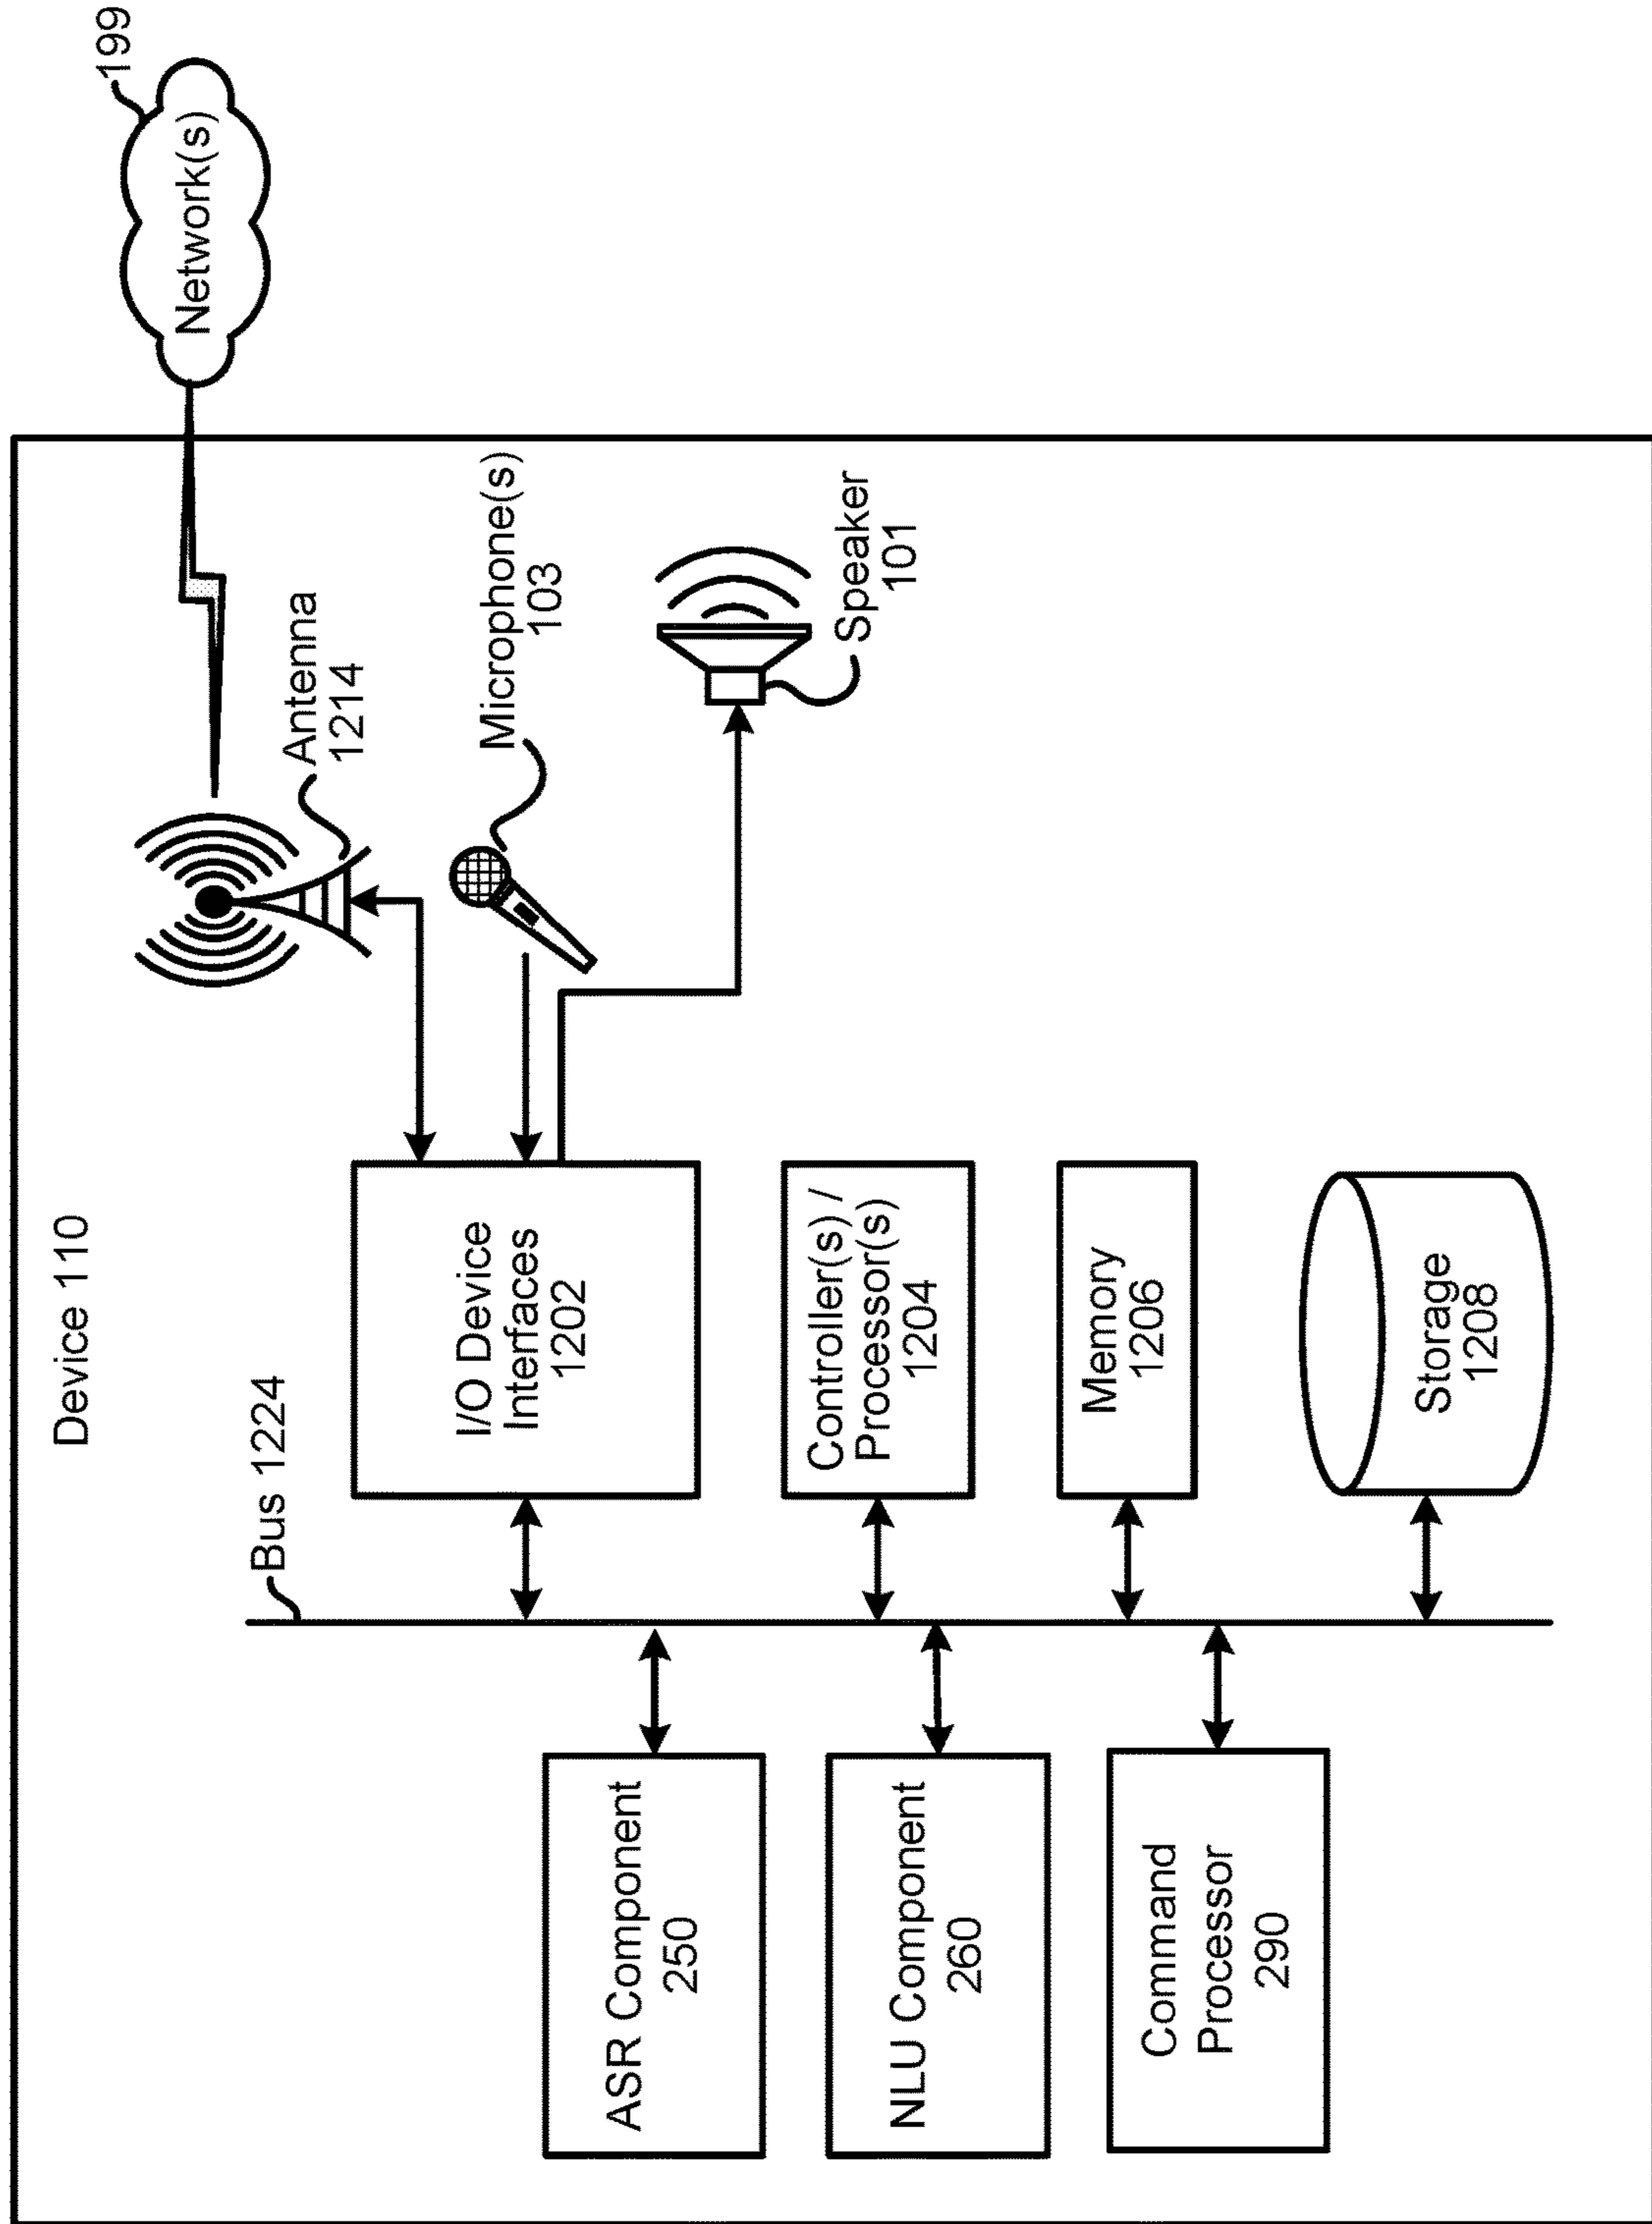 Device 110
Bus 1224
ASR Component
250
NLU Component
260
Command
Processor
290
I/O Device
Interfaces
1202
Controller(s) /
Processor(s)
1204
Memory
1206
Storage
1208
Antenna
1214
Microphone(s)
103
Speaker
101
Network(s)
199